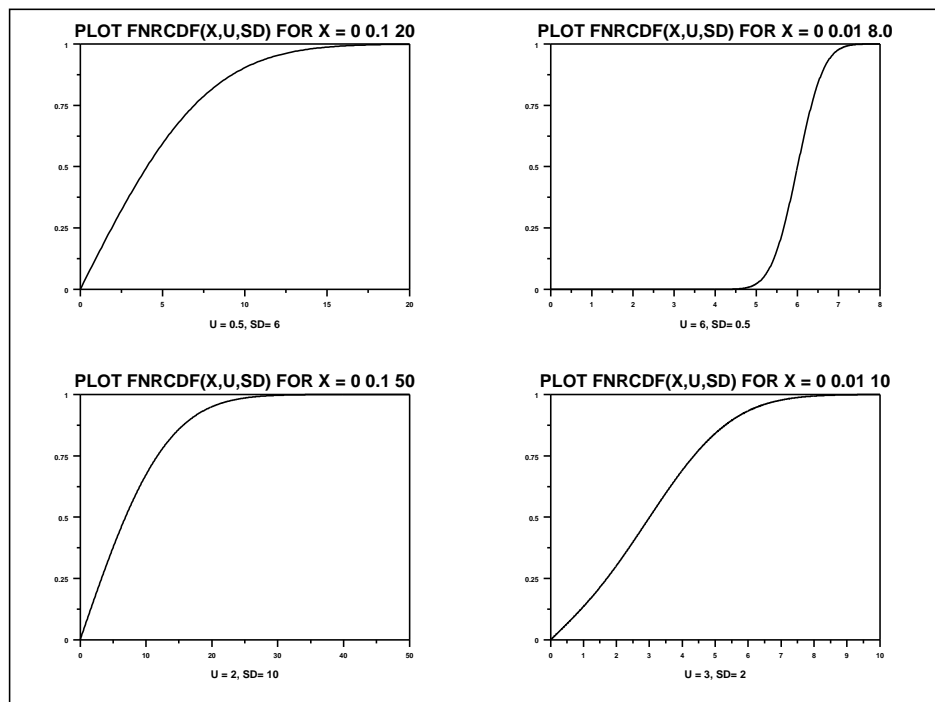 PLOT FNRCDF(X,U,SD) FOR X = 0 0.1 20
1
0.75
0.5
0.25
0
0 5 10 15 20
U = 0.5, SD= 6
PLOT FNRCDF(X,U,SD) FOR X = 0 0.01 8.0
1
0.75
0.5
0.25
0
0 1 2 3 4 5 6 7 8
U = 6, SD= 0.5
PLOT FNRCDF(X,U,SD) FOR X = 0 0.1 50
1
0.75
0.5
0.25
0
0 10 20 30 40 50
U = 2, SD= 10
PLOT FNRCDF(X,U,SD) FOR X = 0 0.01 10
1
0.75
0.5
0.25
0
0 1 2 3 4 5 6 7 8 9 10
U = 3, SD= 2